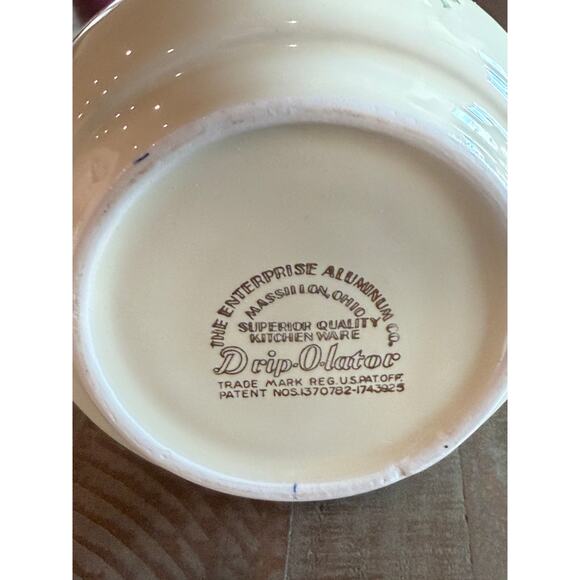 THE ENTERPRISE ALUMINUM CO.
MASSILLON, OHIO
SUPERIOR QUALITY
KITCHEN WARE
Drip-O-lator
TRADE MARK REG. U.S. PAT OFF.
PATENT NOS. 1370782-1743925